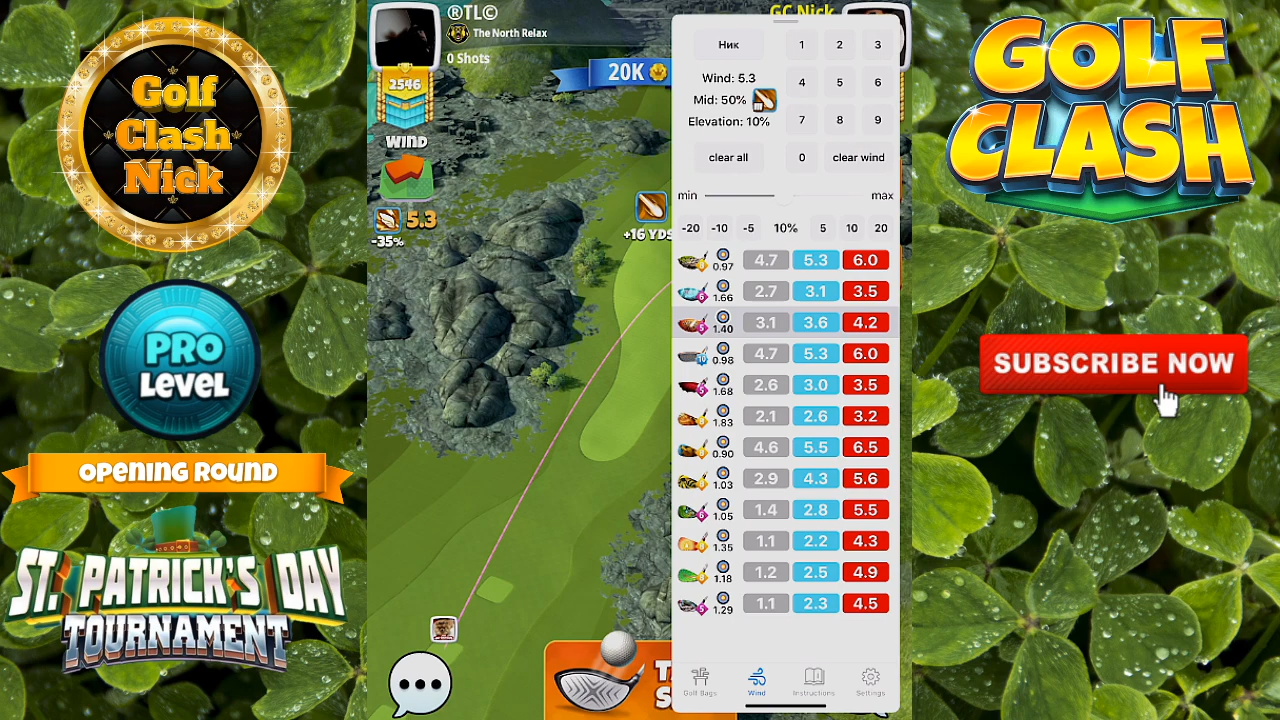 Golf
Clash
Nick
PRO
LEVEL
OPENING ROUND
ST. PATRICK'S DAY
TOURNAMENT
®TL©
The North Relax
0 Shots
2546
20K
WIND
5.3
-35%
+16 YDS
GC Nick
Ник
1 2 3
Wind: 5.3
Mid: 50%
Elevation: 10%
4 5 6
7 8 9
clear all 0 clear wind
min max
-20 -10 -5 10% 5 10 20
0.97 4.7 5.3 6.0
1.66 2.7 3.1 3.5
1.40 3.1 3.6 4.2
0.98 4.7 5.3 6.0
1.68 2.6 3.0 3.5
1.83 2.1 2.6 3.2
0.90 4.6 5.5 6.5
1.03 2.9 4.3 5.6
1.05 1.4 2.8 5.5
1.35 1.1 2.2 4.3
1.18 1.2 2.5 4.9
1.29 1.1 2.3 4.5
Golf Bags Wind Instructions Settings
GOLF
CLASH
SUBSCRIBE NOW